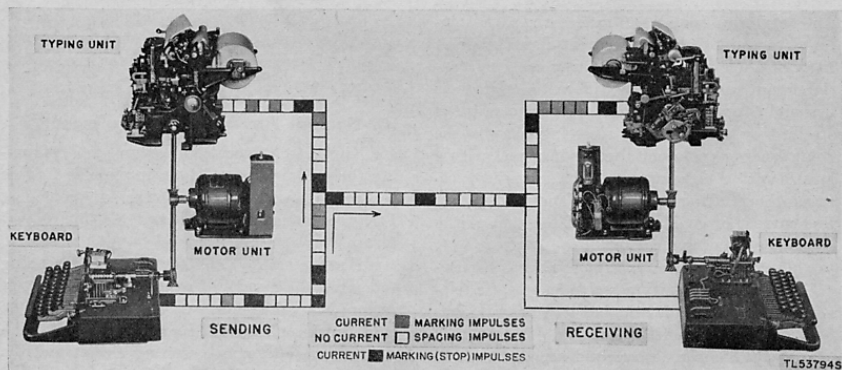 TYPING UNIT
TYPING UNIT
KEYBOARD
MOTOR UNIT
MOTOR UNIT
KEYBOARD
SENDING
CURRENT MARKING IMPULSES
NO CURRENT SPACING IMPULSES
CURRENT MARKING (STOP) IMPULSES
RECEIVING
TL53794S